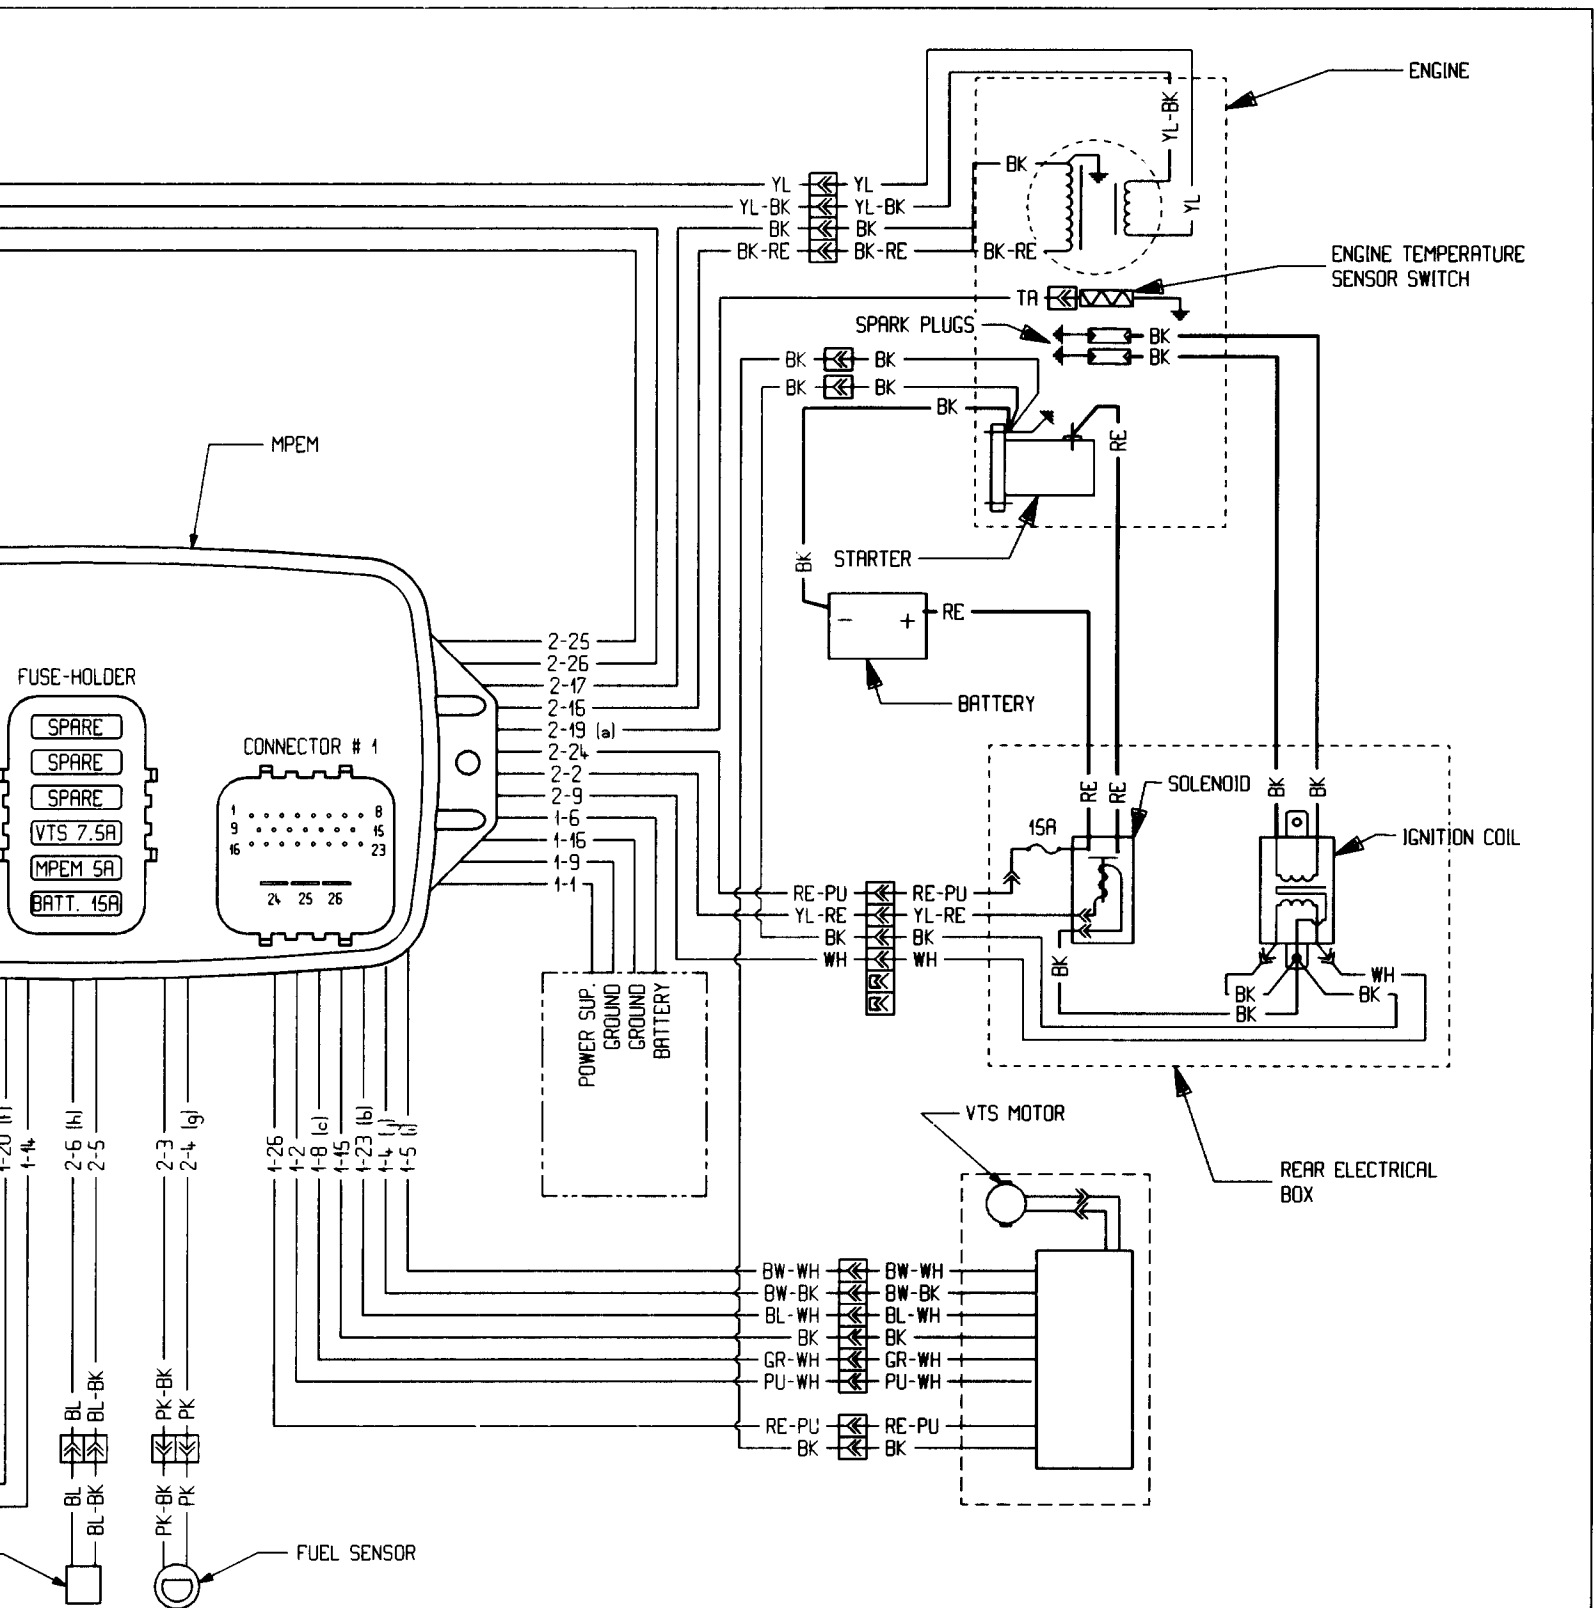 ENGINE
YL-BK
BK
YL YL
YL-BK YL-BK
BK BK
BK-RE BK-RE BK-RE
YL
ENGINE TEMPERATURE
SENSOR SWITCH
TA
SPARK PLUGS
BK
BK
BK BK
BK BK
BK
RE
MPEM
BK
STARTER
- + RE
BATTERY
2-25
2-26
2-17
2-16
2-19 (a)
2-24
2-2
2-9
1-6
1-16
1-9
1-1
FUSE-HOLDER
SPARE
SPARE
SPARE
VTS 7.5A
MPEM 5A
BATT. 15A
CONNECTOR # 1
1 8
9 15
16 23
24 25 26
RE RE
SOLENOID
BK BK
15A
IGNITION COIL
RE-PU RE-PU
YL-RE YL-RE
BK BK
WH WH
BK
WH
BK BK
BK
POWER SUP.
GROUND
GROUND
BATTERY
1-14
2-6 (h)
2-5
2-3
2-4 (g)
1-26
1-2
1-8 (c)
1-15
1-23 (b)
1-4 (j)
1-5 (i)
VTS MOTOR
REAR ELECTRICAL
BOX
BW-WH BW-WH
BW-BK BW-BK
BL-WH BL-WH
BK BK
GR-WH GR-WH
PU-WH PU-WH
RE-PU RE-PU
BK BK
BL BL-BK PK-BK PK
BL BL-BK PK-BK PK
FUEL SENSOR